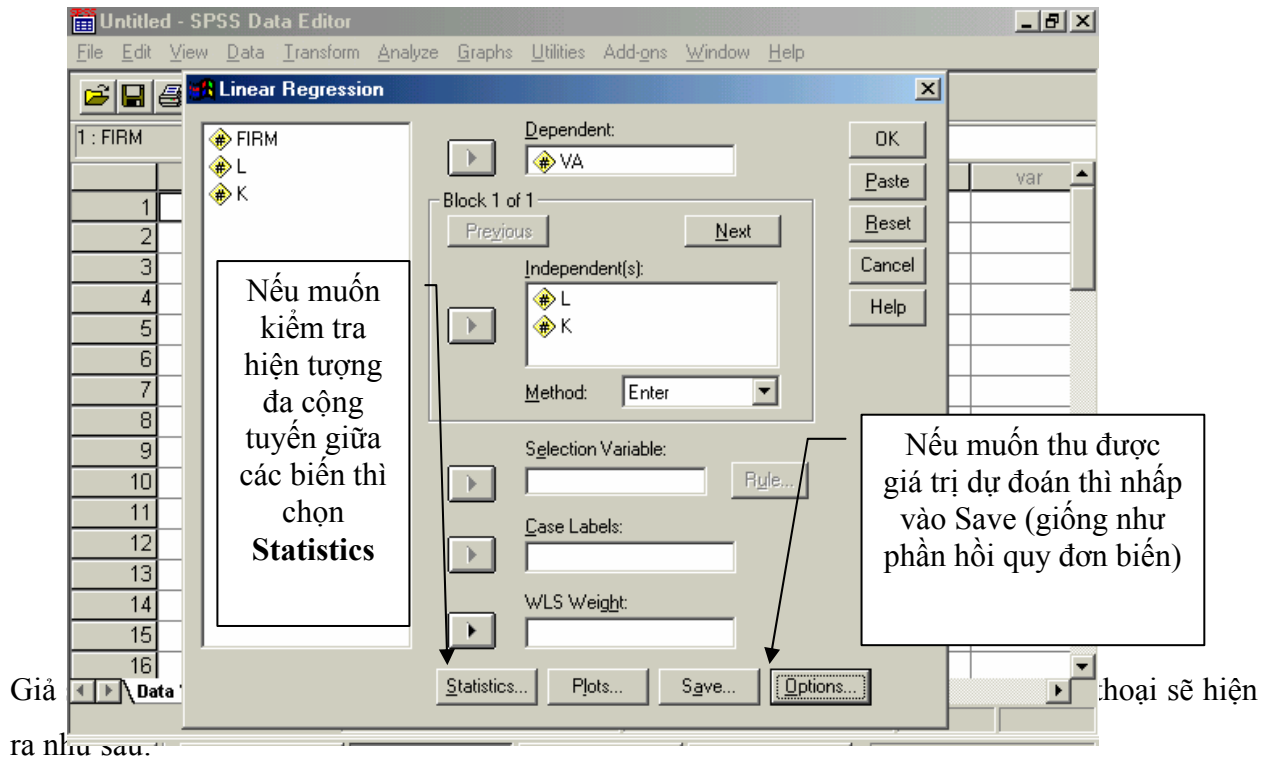 Untitled - SPSS Data Editor
File Edit View Data Transform Analyze Graphs Utilities Add-ons Window Help
Linear Regression
1 : FIRM
FIRM
L
K
Dependent:
VA
Block 1 of 1
Previous
Next
Independent(s):
L
K
Method: Enter
Selection Variable:
Rule...
Case Labels:
WLS Weight:
Statistics...
Plots...
Save...
Options...
OK
Paste
Reset
Cancel
Help
var
1
2
3
4
5
6
7
8
9
10
11
12
13
14
15
16
Nếu muốn
kiểm tra
hiện tượng
đa cộng
tuyến giữa
các biến thì
chọn
Statistics
Nếu muốn thu được
giá trị dự đoán thì nhấp
vào Save (giống như
phần hồi quy đơn biến)
Giả
Data
thoại sẽ hiện
ra như sau: